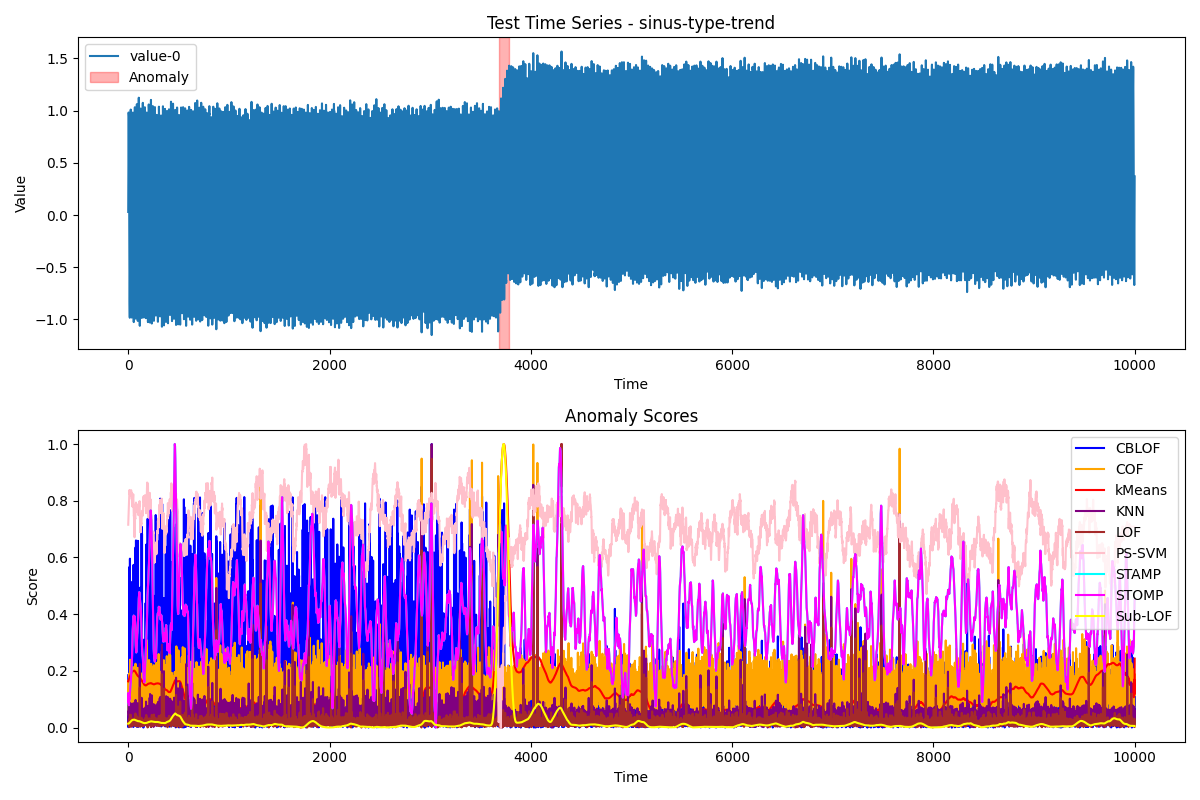 Test Time Series - sinus-type-trend
value-0
Anomaly
1.5
1.0
0.5
0.0
−0.5
−1.0
Value
0 2000 4000 6000 8000 10000
Time
Anomaly Scores
CBLOF
COF
kMeans
KNN
LOF
PS-SVM
STAMP
STOMP
Sub-LOF
1.0
0.8
0.6
0.4
0.2
0.0
Score
0 2000 4000 6000 8000 10000
Time